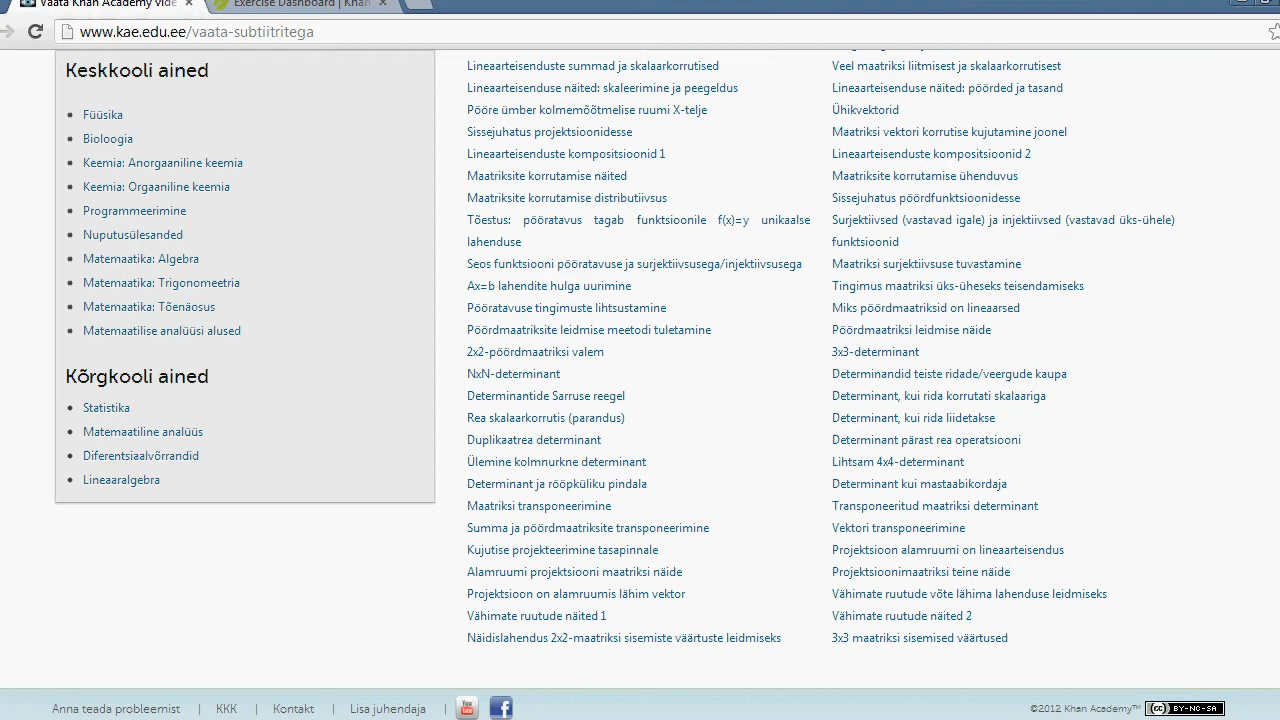 Vaata Khan Academy vide
Exercise Dashboard | Khan
www.kae.edu.ee/vaata-subtiitritega
Keskkooli ained
Füüsika
Bioloogia
Keemia: Anorgaaniline keemia
Keemia: Orgaaniline keemia
Programmeerimine
Nuputusülesanded
Matemaatika: Algebra
Matemaatika: Trigonomeetria
Matemaatika: Tõenäosus
Matemaatilise analüüsi alused
Kõrgkooli ained
Statistika
Matemaatiline analüüs
Diferentsiaalvõrrandid
Lineaaralgebra
Lineaarteisenduste summad ja skalaarkorrutised
Lineaarteisenduse näited: skaleerimine ja peegeldus
Pööre ümber kolmemõõtmelise ruumi X-telje
Sissejuhatus projektsioonidesse
Lineaarteisenduste kompositsioonid 1
Maatriksite korrutamise näited
Maatriksite korrutamise distributiivsus
Tõestus: pööratavus tagab funktsioonile f(x)=y unikaalse
lahenduse
Seos funktsiooni pööratavuse ja surjektiivsusega/injektiivsusega
Ax=b lahendite hulga uurimine
Pööratavuse tingimuste lihtsustamine
Pöördmaatriksite leidmise meetodi tuletamine
2x2-pöördmaatriksi valem
NxN-determinant
Determinantide Sarruse reegel
Rea skalaarkorrutis (parandus)
Duplikaatrea determinant
Ülemine kolmnurkne determinant
Determinant ja rööpküliku pindala
Maatriksi transponeerimine
Summa ja pöördmaatriksite transponeerimine
Kujutise projekteerimine tasapinnale
Alamruumi projektsiooni maatriksi näide
Projektsioon on alamruumis lähim vektor
Vähimate ruutude näited 1
Näidislahendus 2x2-maatriksi sisemiste väärtuste leidmiseks
Veel maatriksi liitmisest ja skalaarkorrutisest
Lineaarteisenduse näited: pöörded ja tasand
Ühikvektorid
Maatriksi vektori korrutise kujutamine joonel
Lineaarteisenduste kompositsioonid 2
Maatriksite korrutamise ühenduvus
Sissejuhatus pöördfunktsioonidesse
Surjektiivsed (vastavad igale) ja injektiivsed (vastavad üks-ühele)
funktsioonid
Maatriksi surjektiivsuse tuvastamine
Tingimus maatriksi üks-üheseks teisendamiseks
Miks pöördmaatriksid on lineaarsed
Pöördmaatriksi leidmise näide
3x3-determinant
Determinandid teiste ridade/veergude kaupa
Determinant, kui rida korrutati skalaariga
Determinant, kui rida liidetakse
Determinant pärast rea operatsiooni
Lihtsam 4x4-determinant
Determinant kui mastaabikordaja
Transponeeritud maatriksi determinant
Vektori transponeerimine
Projektsioon alamruumi on lineaarteisendus
Projektsioonimaatriksi teine näide
Vähimate ruutude võte lähima lahenduse leidmiseks
Vähimate ruutude näited 2
3x3 maatriksi sisemised väärtused
Anna teada probleemist | KKK | Kontakt | Lisa juhendaja |
You Tube
f
©2012 Khan Academy™
cc BY-NC-SA